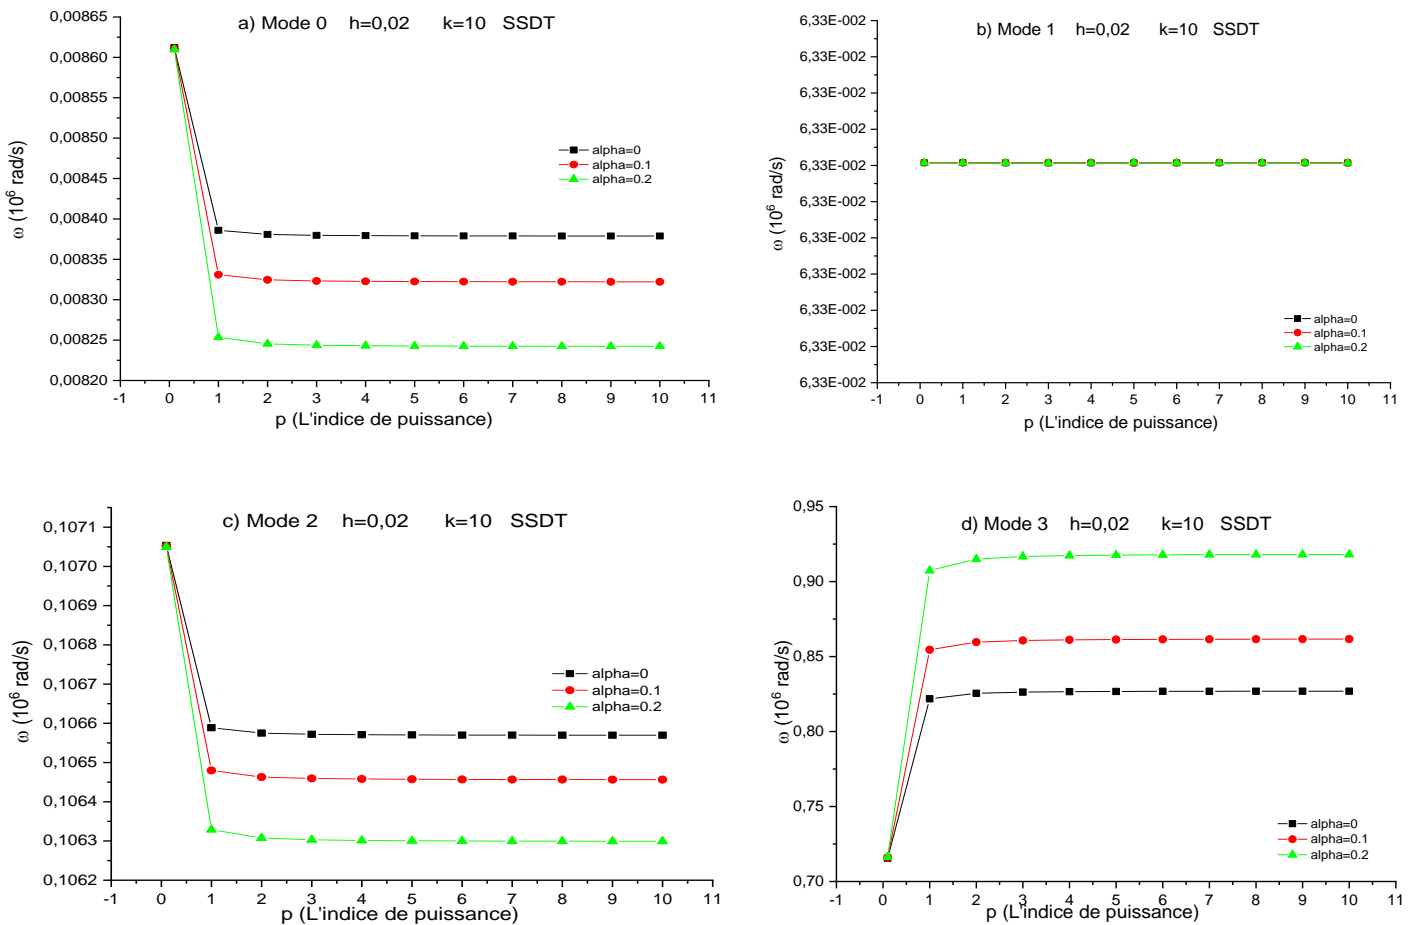 a) Mode 0 h=0,02 k=10 SSDT
0,00865
0,00860
0,00855
0,00850
0,00845
0,00840
0,00835
0,00830
0,00825
0,00820
ω (10⁶ rad/s)
alpha=0
alpha=0.1
alpha=0.2
-1 0 1 2 3 4 5 6 7 8 9 10 11
p (L'indice de puissance)
b) Mode 1 h=0,02 k=10 SSDT
6,33E-002
6,33E-002
6,33E-002
6,33E-002
6,33E-002
6,33E-002
6,33E-002
6,33E-002
6,33E-002
6,33E-002
6,33E-002
ω (10⁶ rad/s)
alpha=0
alpha=0.1
alpha=0.2
-1 0 1 2 3 4 5 6 7 8 9 10 11
p (L'indice de puissance)
c) Mode 2 h=0,02 k=10 SSDT
0,1071
0,1070
0,1069
0,1068
0,1067
0,1066
0,1065
0,1064
0,1063
0,1062
ω (10⁶ rad/s)
alpha=0
alpha=0.1
alpha=0.2
-1 0 1 2 3 4 5 6 7 8 9 10 11
p (L'indice de puissance)
d) Mode 3 h=0,02 k=10 SSDT
0,95
0,90
0,85
0,80
0,75
0,70
ω (10⁶ rad/s)
alpha=0
alpha=0.1
alpha=0.2
-1 0 1 2 3 4 5 6 7 8 9 10 11
p (L'indice de puissance)